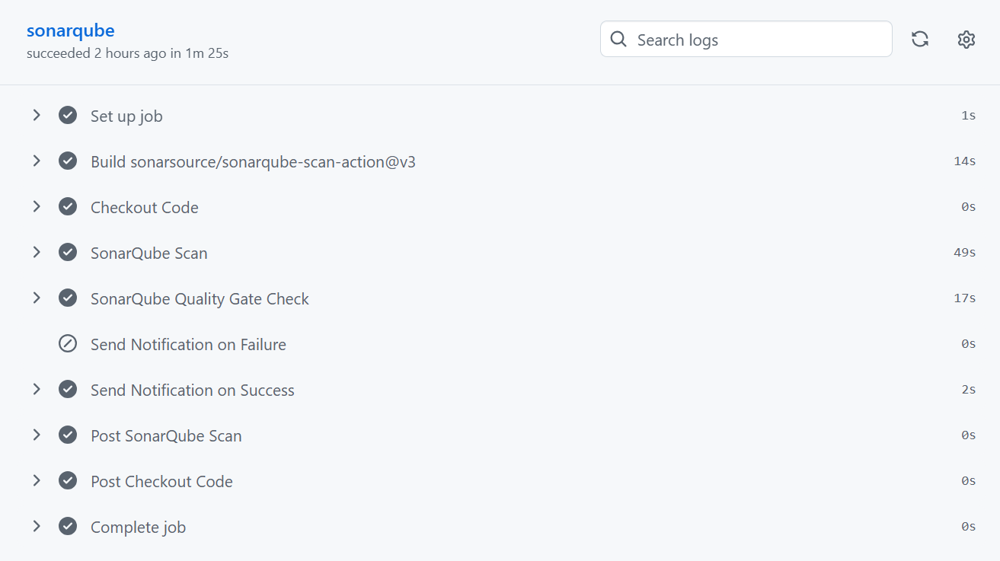 sonarqube
succeeded 2 hours ago in 1m 25s
Search logs
Set up job 1s
Build sonarsource/sonarqube-scan-action@v3 14s
Checkout Code 0s
SonarQube Scan 49s
SonarQube Quality Gate Check 17s
Send Notification on Failure 0s
Send Notification on Success 2s
Post SonarQube Scan 0s
Post Checkout Code 0s
Complete job 0s